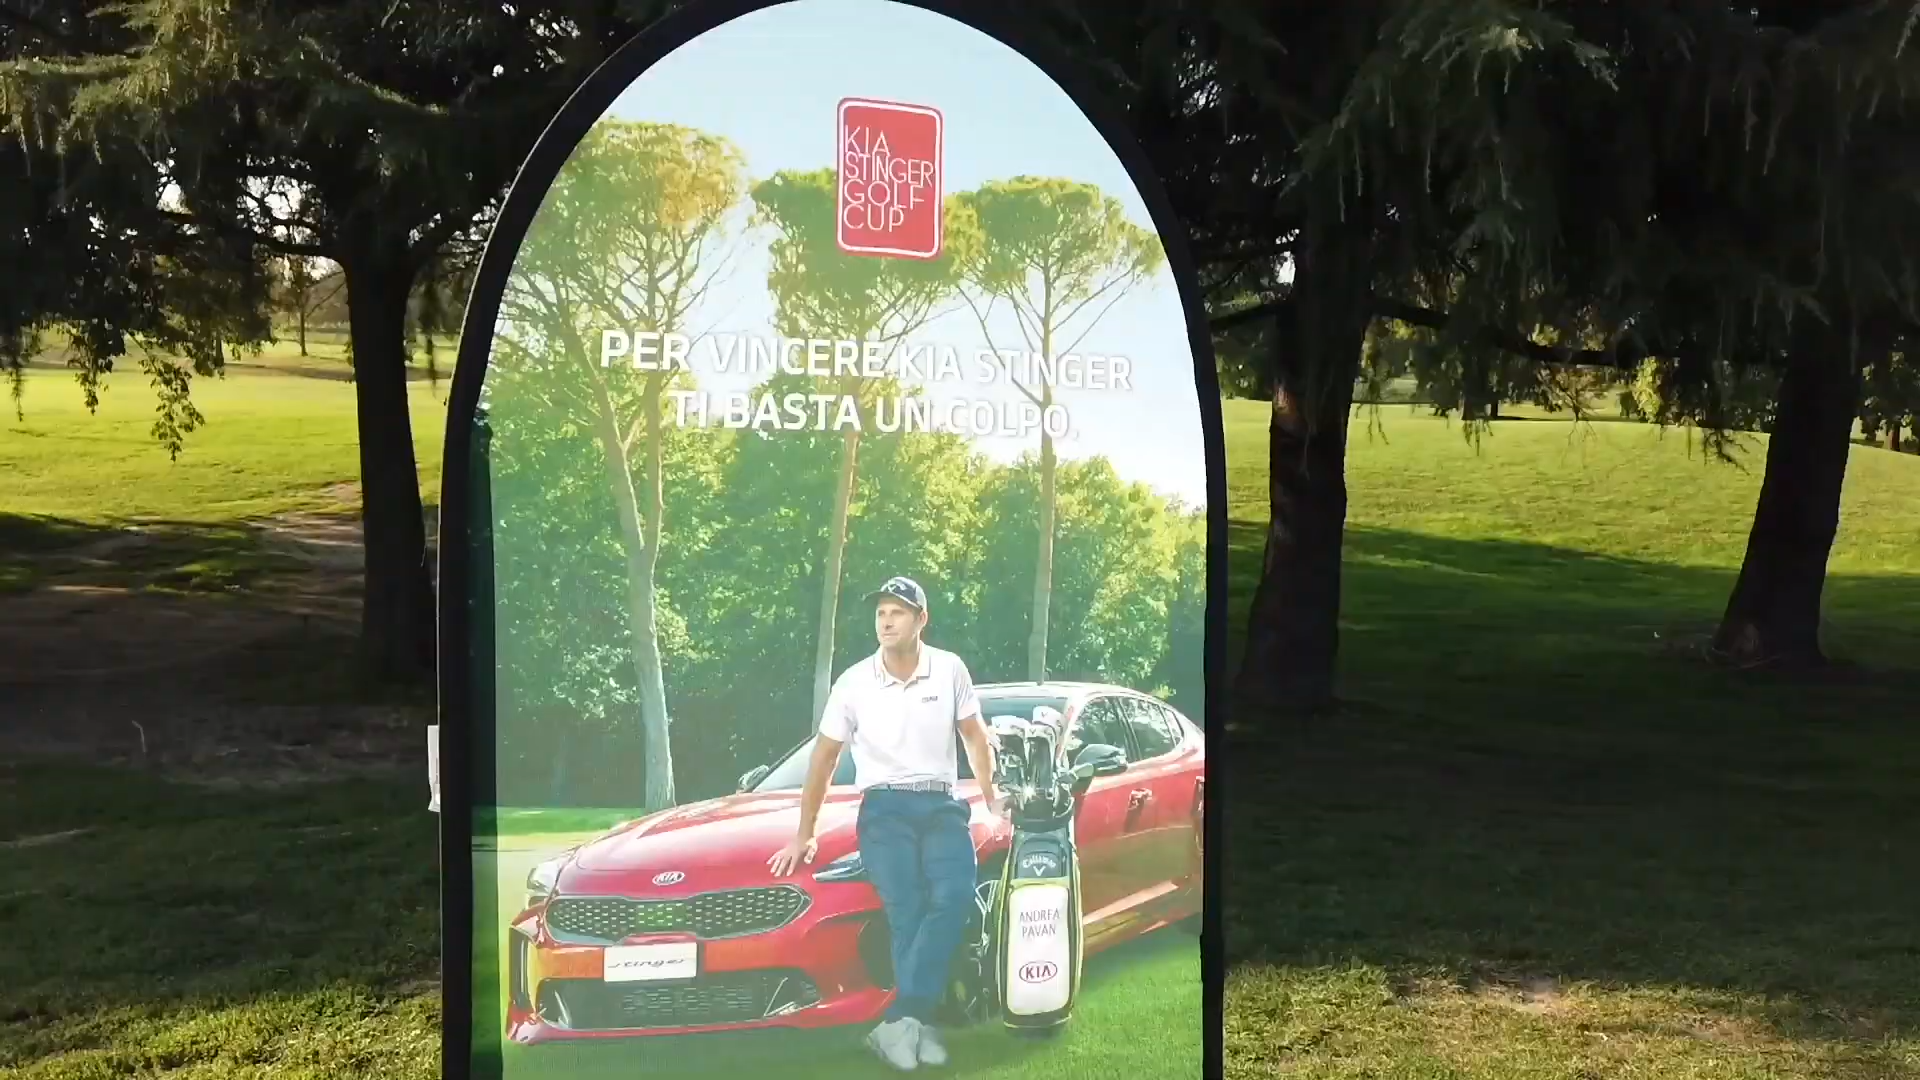 KIA
STINGER
GOLF
CUP
PER VINCERE KIA STINGER
TI BASTA UN COLPO.
KIA
stinger
Callaway
ANDREA
PAVAN
KIA